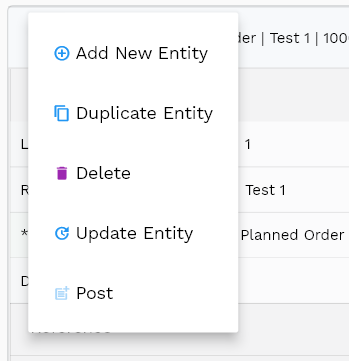 der | Test 1 | 100
Add New Entity
Duplicate Entity
L 1
Delete
R Test 1
Update Entity
* Planned Order
D
Post